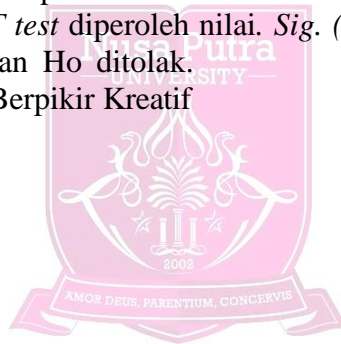 T test diperoleh nilai. Sig. (
an Ho ditolak.
Berpikir Kreatif
Nusa Putra
UNIVERSITY
2002
AMOR DEUS, PARENTIUM, CONCERVIS